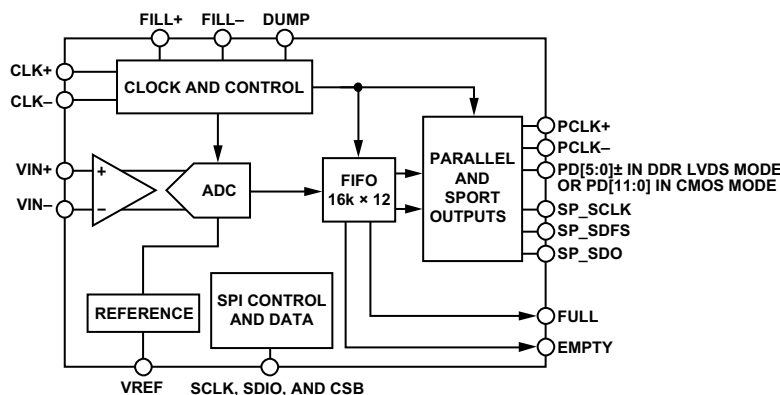 FILL+ FILL– DUMP
CLK+
CLK–
CLOCK AND CONTROL
VIN+
VIN–
+
–
ADC
FIFO
16k × 12
PARALLEL
AND
SPORT
OUTPUTS
PCLK+
PCLK–
PD[5:0]± IN DDR LVDS MODE
OR PD[11:0] IN CMOS MODE
SP_SCLK
SP_SDFS
SP_SDO
REFERENCE
SPI CONTROL
AND DATA
FULL
EMPTY
VREF
SCLK, SDIO, AND CSB